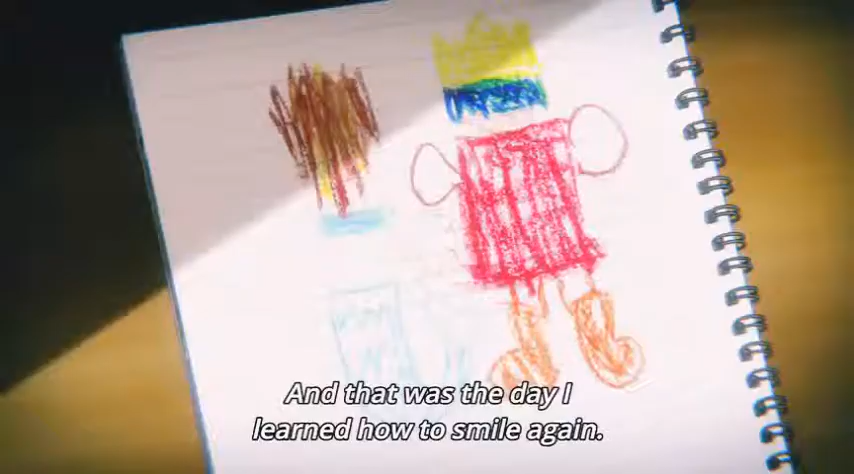 And that was the day I
learned how to smile again.